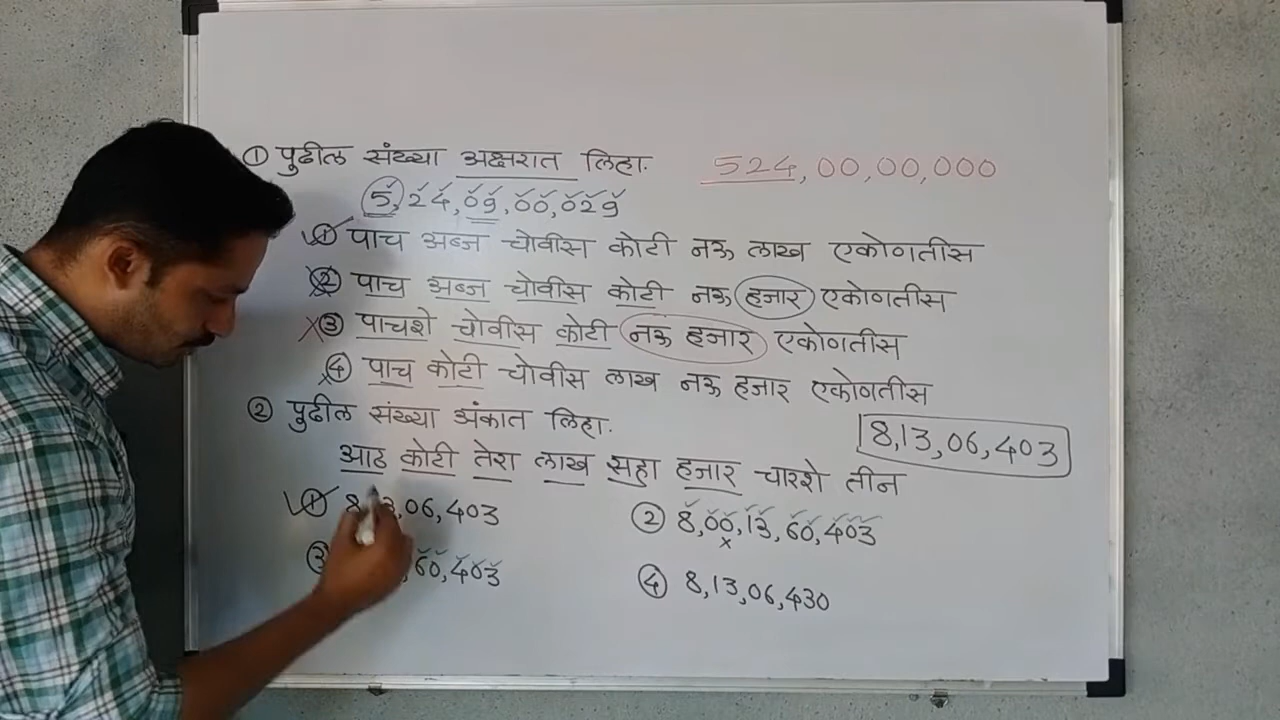 ① पुढील संख्या अक्षरात लिहा. 524,00,00,000
5,24,09,00,029
① पाच अब्ज चोवीस कोटी नऊ लाख एकोणतीस
② पाच अब्ज चोवीस कोटी नऊ हजार एकोणतीस
③ पाचशे चोवीस कोटी नऊ हजार एकोणतीस
④ पाच कोटी चोवीस लाख नऊ हजार एकोणतीस
② पुढील संख्या अंकात लिहा. 8,13,06,403
आठ कोटी तेरा लाख सहा हजार चारशे तीन
① 8,13,06,403 ② 8,00,13,60,403
③ ,60,403 ④ 8,13,06,430